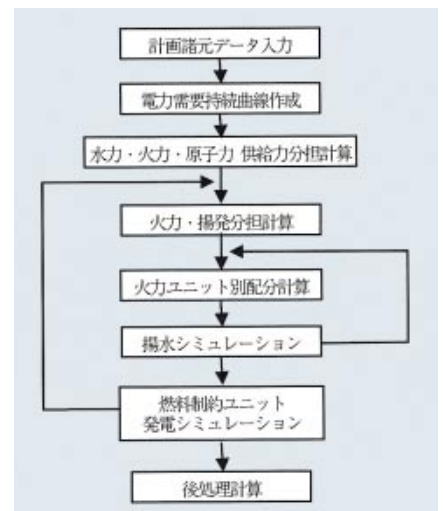 計画諸元データ入力
電力需要持続曲線作成
水力・火力・原子力 供給力分担計算
火力・揚発分担計算
火力ユニット別配分計算
揚水シミュレーション
燃料制約ユニット
発電シミュレーション
後処理計算